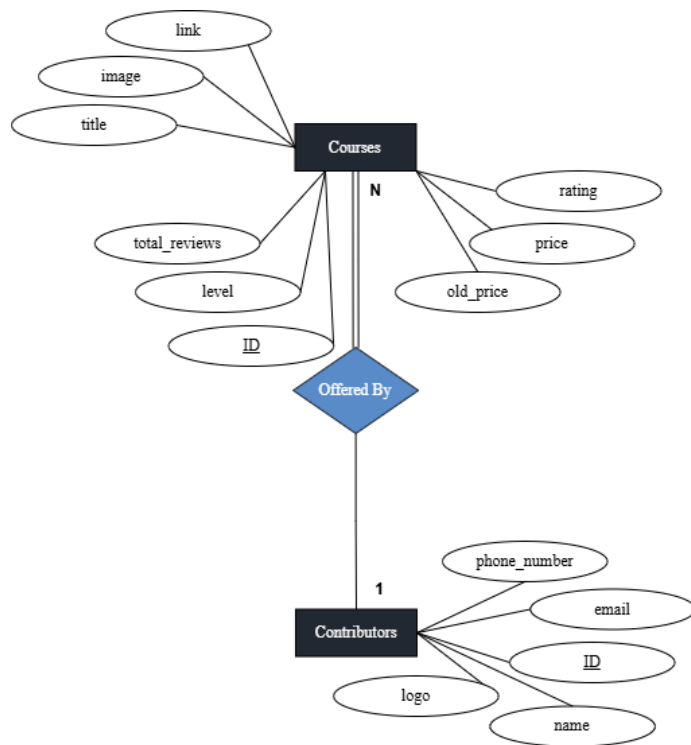 link
image
title
Courses
N
rating
total_reviews
price
level
old_price
ID
Offered By
phone_number
1
email
Contributors
ID
logo
name